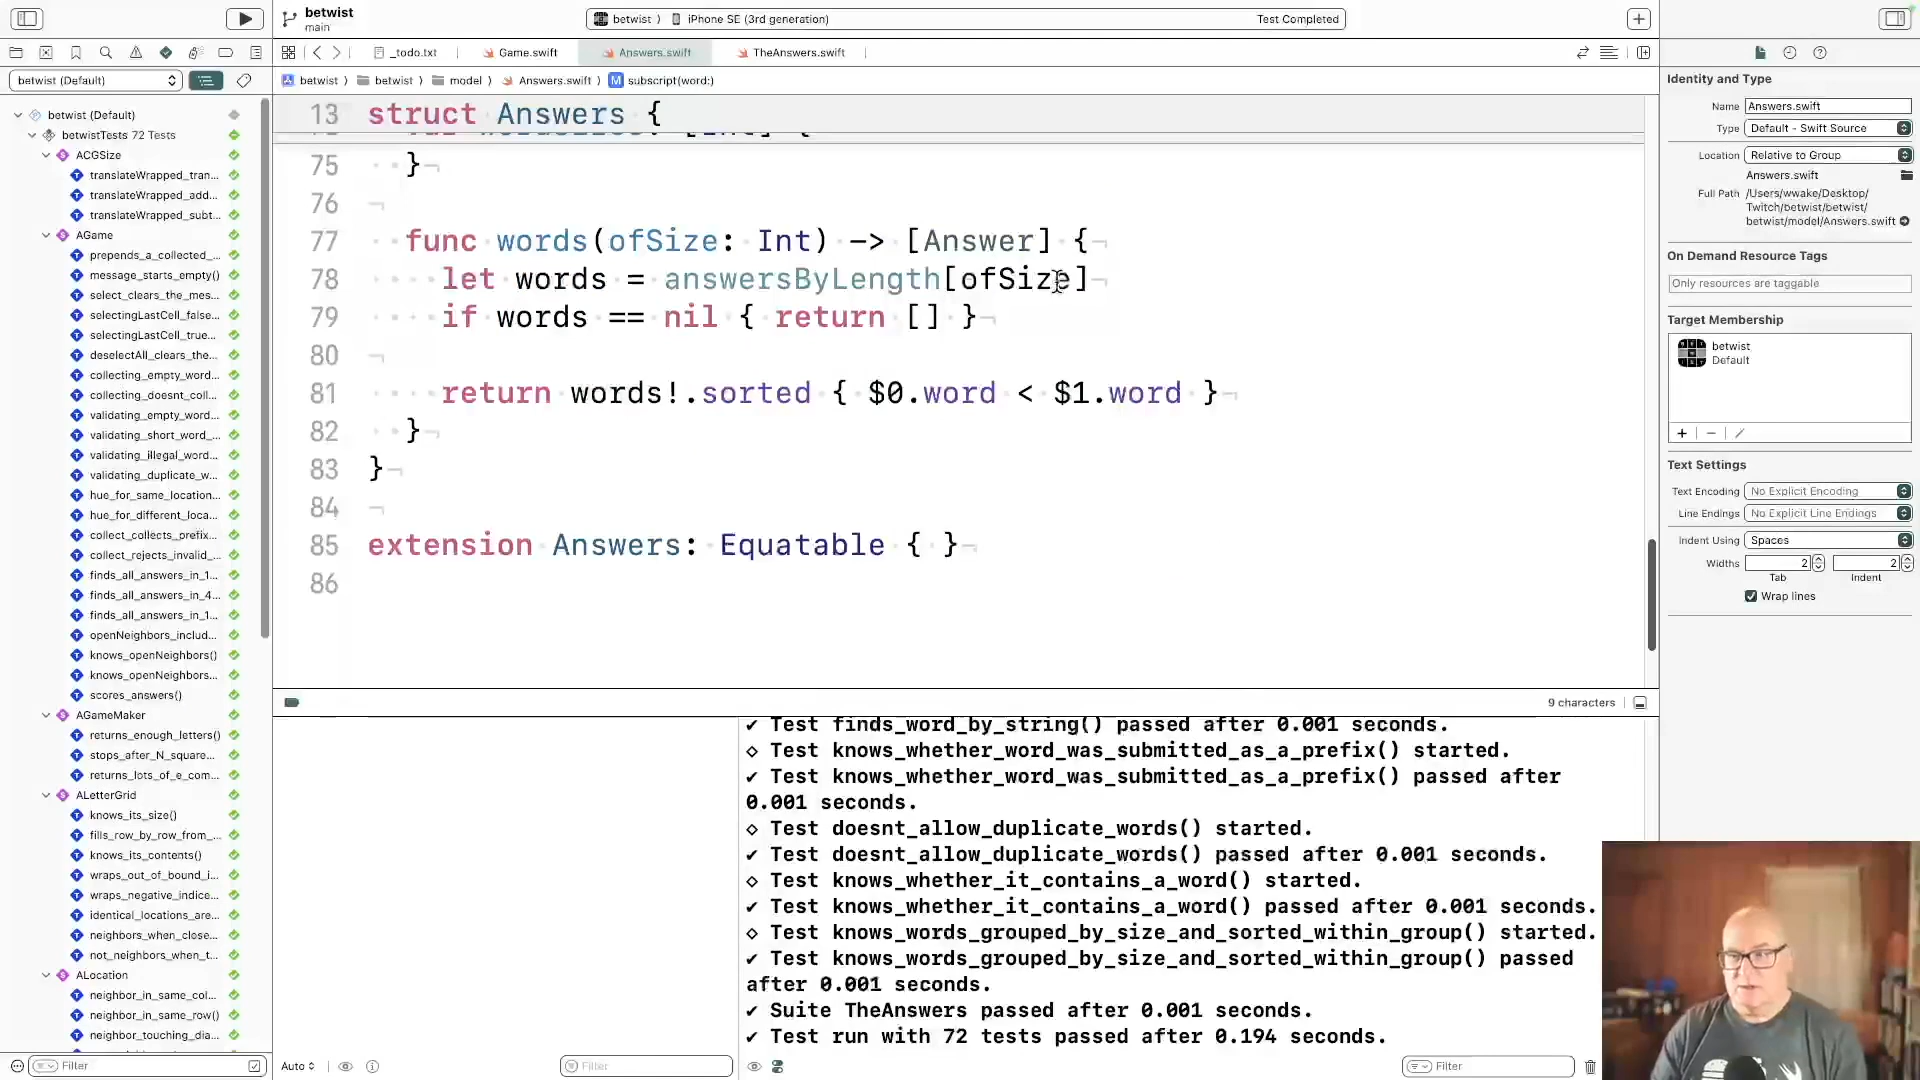 betwist
main
betwist
iPhone SE (3rd generation)
Test Completed
_todo.txt
Game.swift
Answers.swift
TheAnswers.swift
betwist (Default)
betwist
betwist
model
Answers.swift
M
subscript(word:)
betwist (Default)
betwistTests 72 Tests
ACGSize
translateWrapped_tran...
translateWrapped_add...
translateWrapped_subt...
AGame
prepends_a_collected_...
message_starts_empty()
select_clears_the_mes...
selectingLastCell_false...
selectingLastCell_true...
deselectAll_clears_the...
collecting_empty_word...
collecting_doesnt_coll...
validating_empty_word...
validating_short_word_...
validating_illegal_word...
validating_duplicate_w...
hue_for_same_location...
hue_for_different_loca...
collect_collects_prefix...
collect_rejects_invalid_...
finds_all_answers_in_1...
finds_all_answers_in_4...
finds_all_answers_in_1...
openNeighbors_includ...
knows_openNeighbors()
knows_openNeighbors...
scores_answers()
AGameMaker
returns_enough_letters()
stops_after_N_square...
returns_lots_of_e_com...
ALetterGrid
knows_its_size()
fills_row_by_row_from_...
knows_its_contents()
wraps_out_of_bound_i...
wraps_negative_indice...
identical_locations_are...
neighbors_when_close...
not_neighbors_when_t...
ALocation
neighbor_in_same_col...
neighbor_in_same_row()
neighbor_touching_dia...
Filter
13 struct Answers {
75 }
76
77 func words(ofSize: Int) -> [Answer] {
78 let words = answersByLength[ofSize]
79 if words == nil { return [] }
80
81 return words!.sorted { $0.word < $1.word }
82 }
83 }
84
85 extension Answers: Equatable { }
86
9 characters
✔ Test finds_word_by_string() passed after 0.001 seconds.
◇ Test knows_whether_word_was_submitted_as_a_prefix() started.
✔ Test knows_whether_word_was_submitted_as_a_prefix() passed after
0.001 seconds.
◇ Test doesnt_allow_duplicate_words() started.
✔ Test doesnt_allow_duplicate_words() passed after 0.001 seconds.
◇ Test knows_whether_it_contains_a_word() started.
✔ Test knows_whether_it_contains_a_word() passed after 0.001 seconds.
◇ Test knows_words_grouped_by_size_and_sorted_within_group() started.
✔ Test knows_words_grouped_by_size_and_sorted_within_group() passed
after 0.001 seconds.
✔ Suite TheAnswers passed after 0.001 seconds.
✔ Test run with 72 tests passed after 0.194 seconds.
Auto
Filter
Filter
Identity and Type
Name Answers.swift
Type Default - Swift Source
Location Relative to Group
Answers.swift
Full Path /Users/wwake/Desktop/
Twitch/betwist/betwist/
betwist/model/Answers.swift
On Demand Resource Tags
Only resources are taggable
Target Membership
betwist
Default
Text Settings
Text Encoding No Explicit Encoding
Line Endings No Explicit Line Endings
Indent Using Spaces
Widths 2 2
Tab Indent
Wrap lines